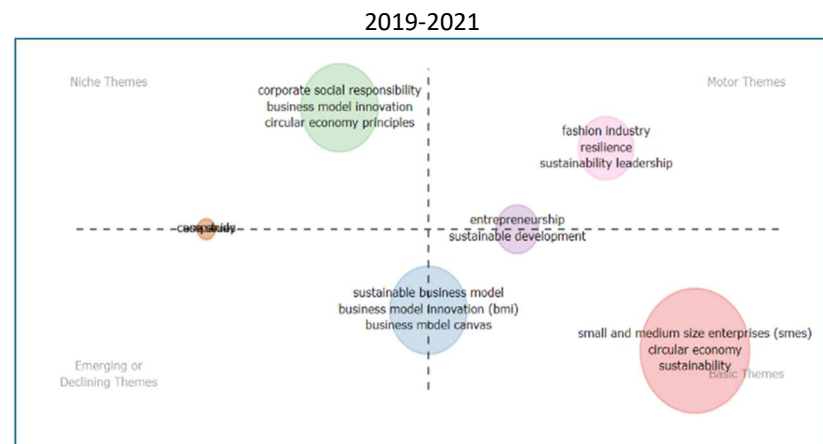 2019-2021
Niche Themes
Motor Themes
corporate social responsibility
business model innovation
circular economy principles
fashion industry
resilience
sustainability leadership
case study
entrepreneurship
sustainable development
sustainable business model
business model innovation (bmi)
business model canvas
small and medium size enterprises (smes)
circular economy
sustainability
Emerging or
Declining Themes
Basic Themes